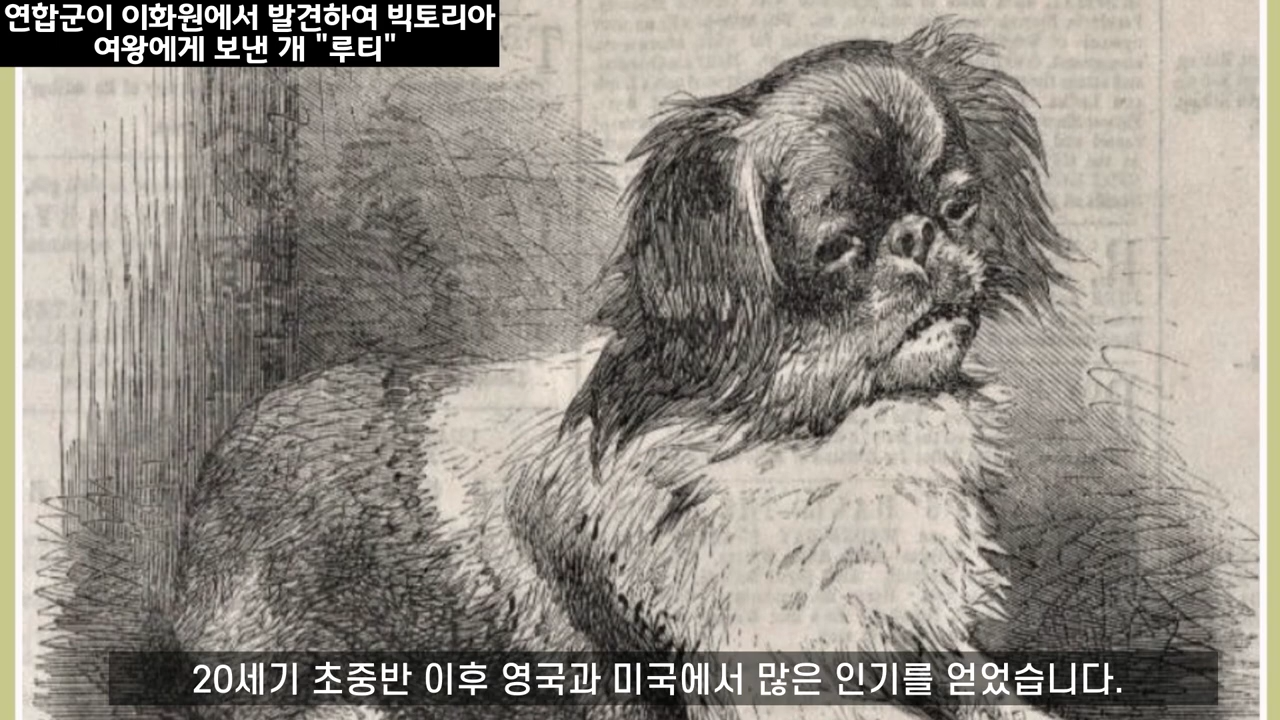 연합군이 이화원에서 발견하여 빅토리아
여왕에게 보낸 개 "루티"
20세기 초중반 이후 영국과 미국에서 많은 인기를 얻었습니다.